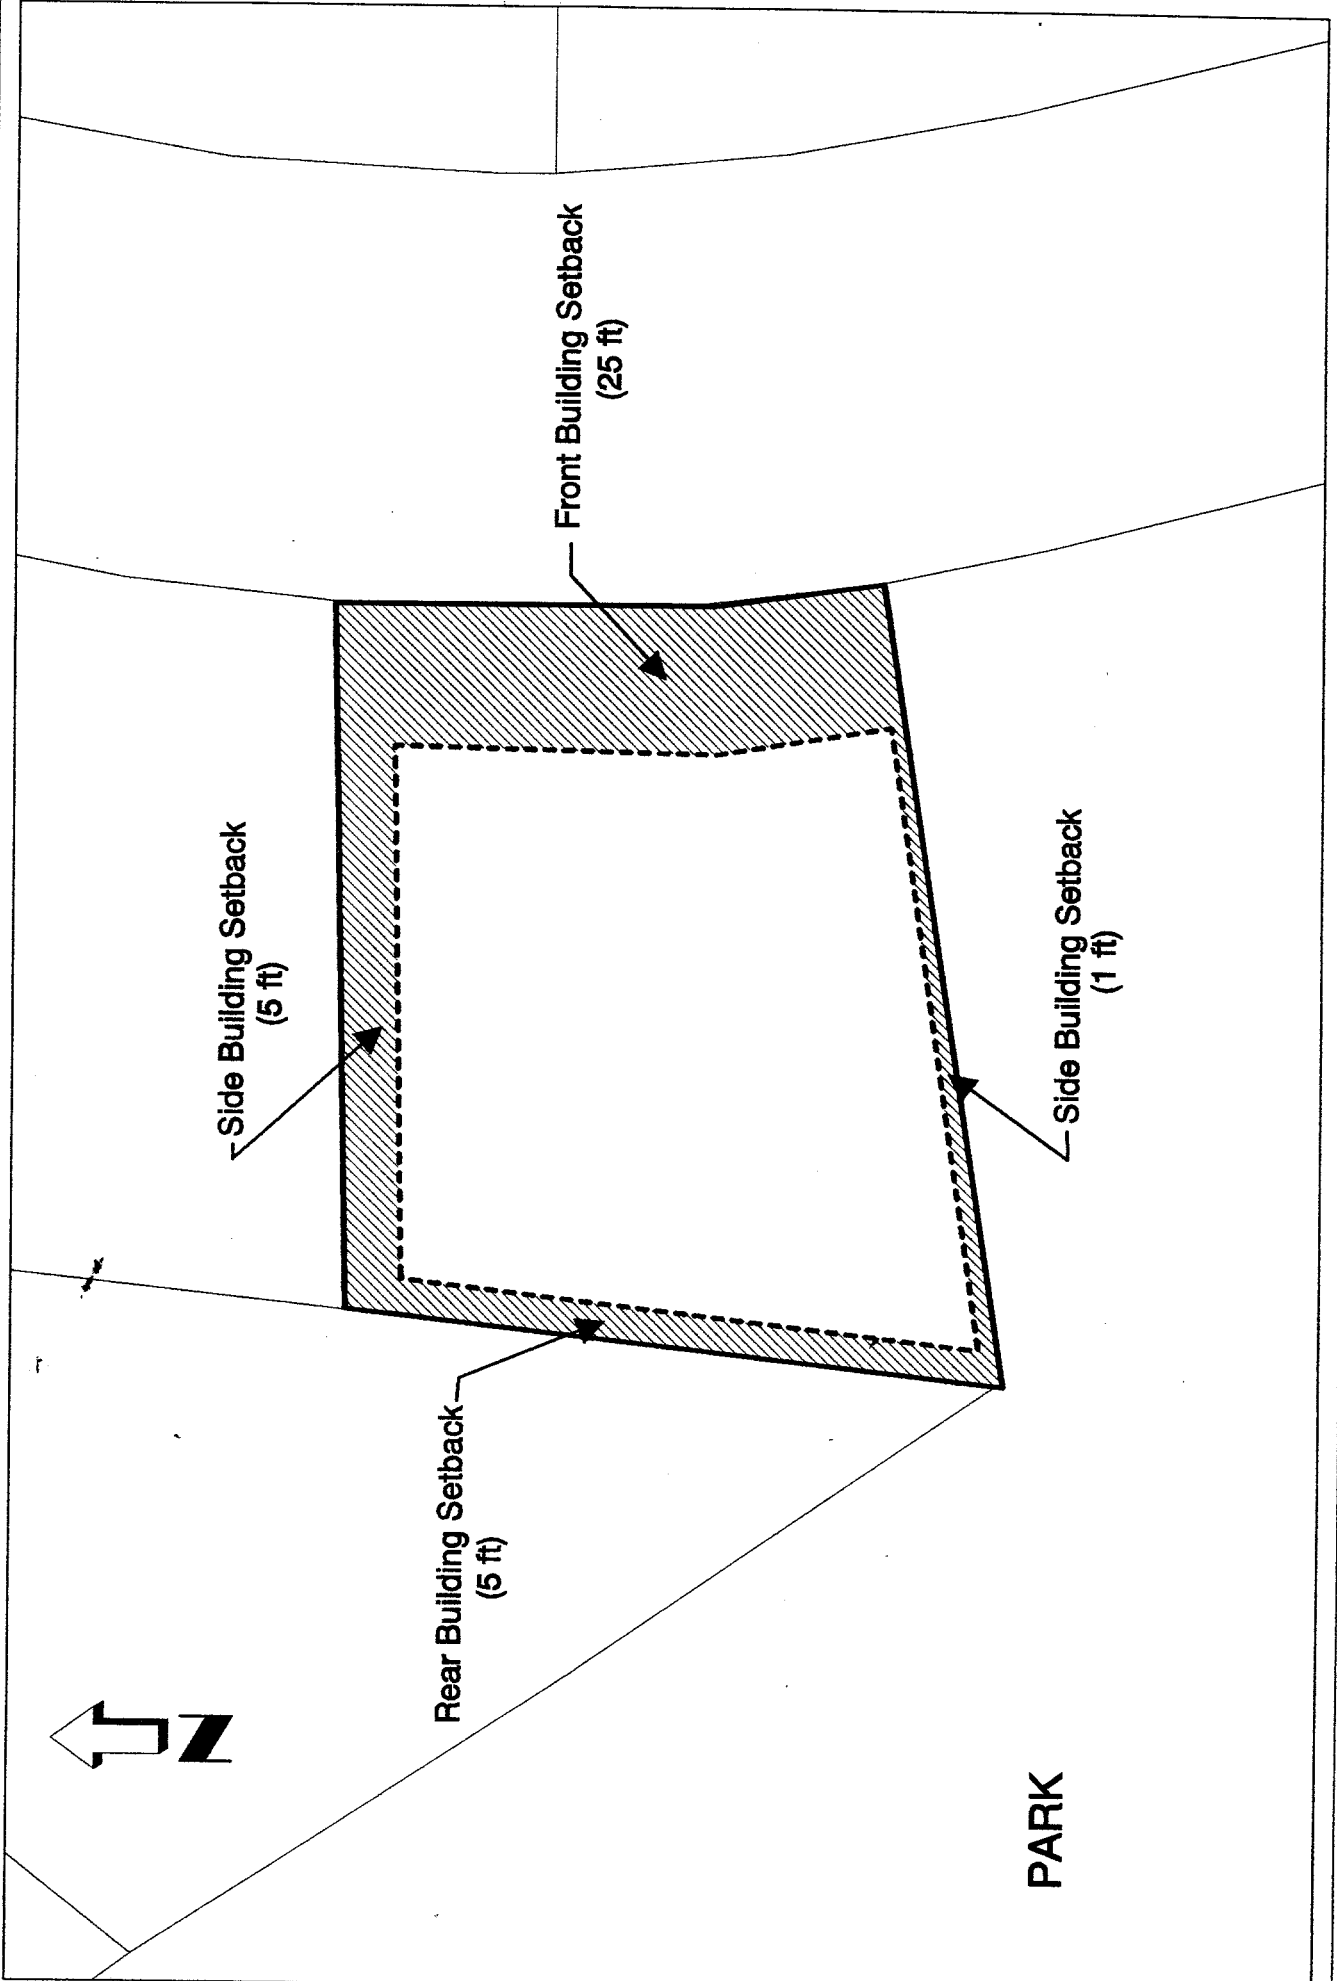 Front Building Setback
(25 ft)
Side Building Setback
(5 ft)
Side Building Setback
(1 ft)
Rear Building Setback
(5 ft)
N
PARK